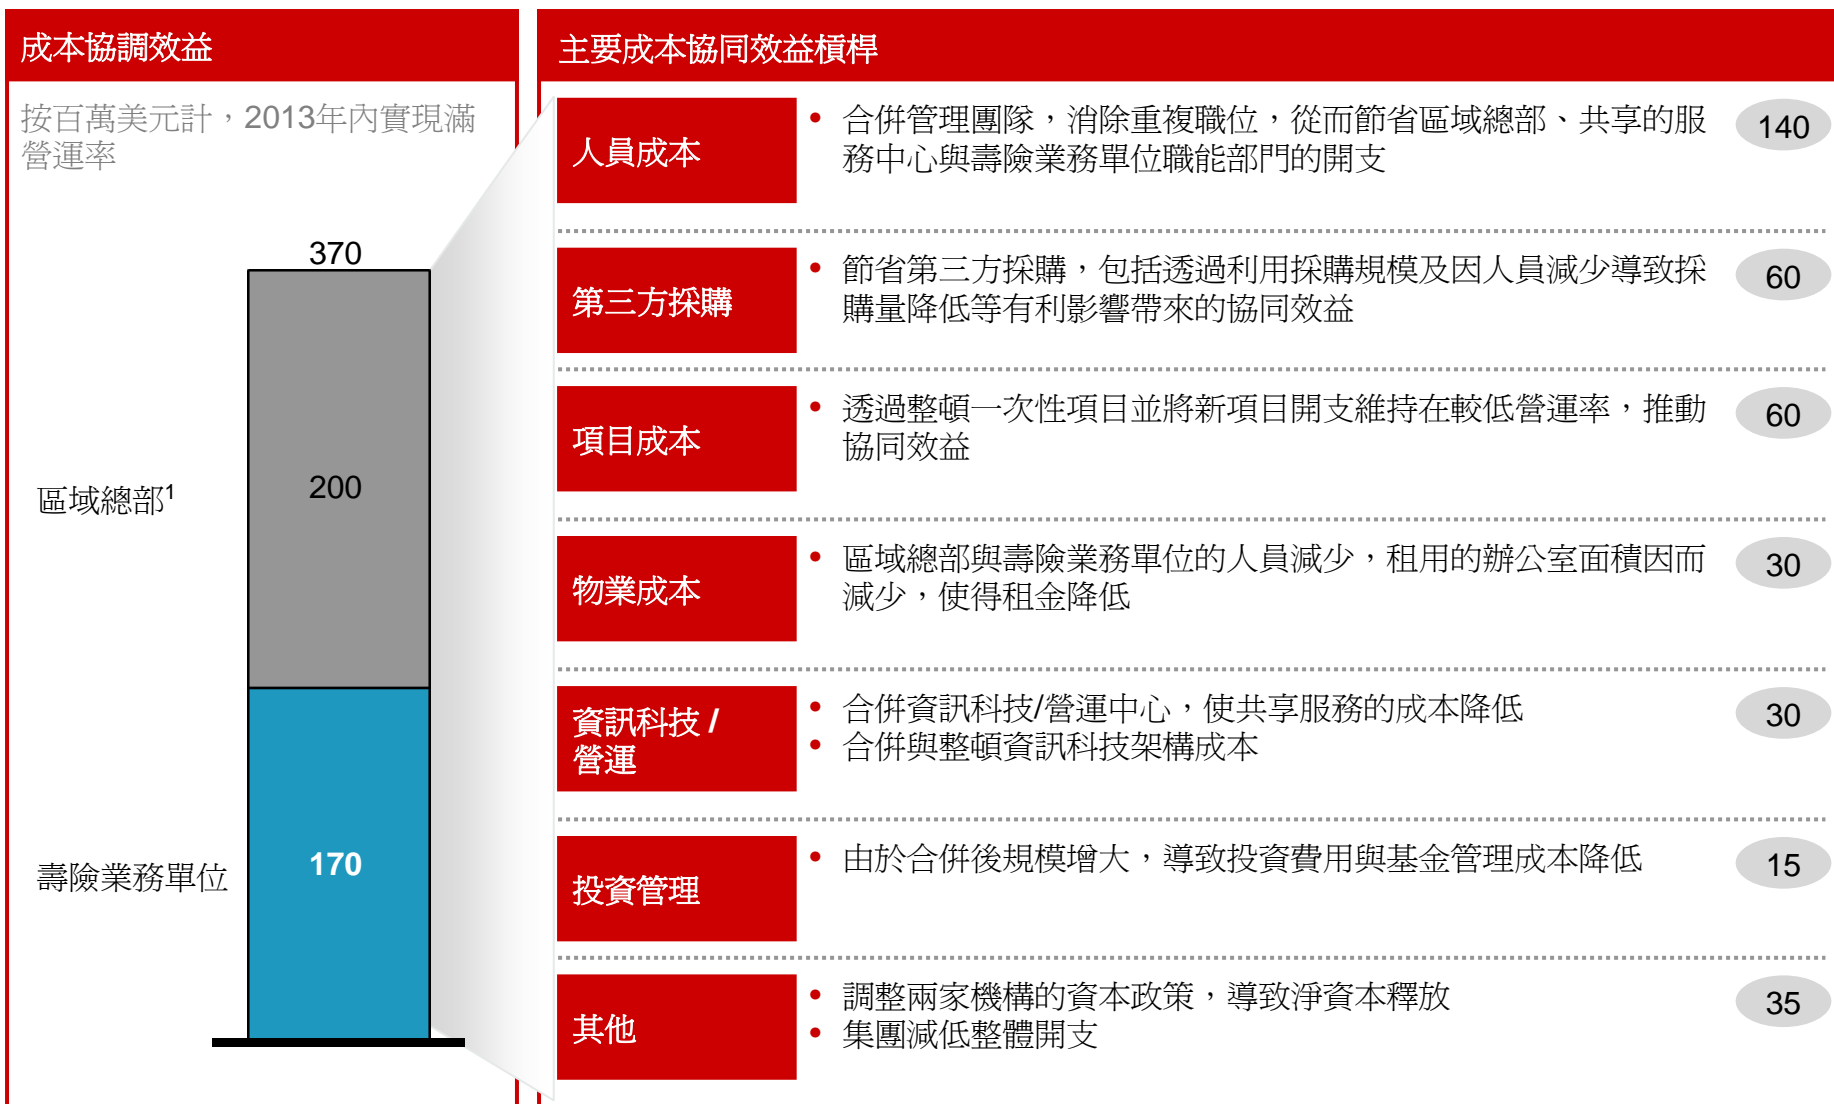 成本協調效益
按百萬美元計，2013年內實現滿
營運率
370
區域總部1
200
壽險業務單位
170
主要成本協同效益槓桿
人員成本
• 合併管理團隊，消除重複職位，從而節省區域總部、共享的服
務中心與壽險業務單位職能部門的開支
140
第三方採購
• 節省第三方採購，包括透過利用採購規模及因人員減少導致採
購量降低等有利影響帶來的協同效益
60
項目成本
• 透過整頓一次性項目並將新項目開支維持在較低營運率，推動
協同效益
60
物業成本
• 區域總部與壽險業務單位的人員減少，租用的辦公室面積因而
減少，使得租金降低
30
資訊科技 /
營運
• 合併資訊科技/營運中心，使共享服務的成本降低
• 合併與整頓資訊科技架構成本
30
投資管理
• 由於合併後規模增大，導致投資費用與基金管理成本降低
15
其他
• 調整兩家機構的資本政策，導致淨資本釋放
• 集團減低整體開支
35